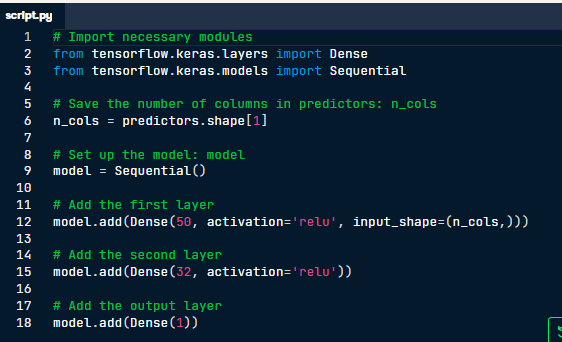 script.py
1 # Import necessary modules
2 from tensorflow.keras.layers import Dense
3 from tensorflow.keras.models import Sequential
4
5 # Save the number of columns in predictors: n_cols
6 n_cols = predictors.shape[1]
7
8 # Set up the model: model
9 model = Sequential()
10
11 # Add the first layer
12 model.add(Dense(50, activation='relu', input_shape=(n_cols,)))
13
14 # Add the second layer
15 model.add(Dense(32, activation='relu'))
16
17 # Add the output layer
18 model.add(Dense(1))